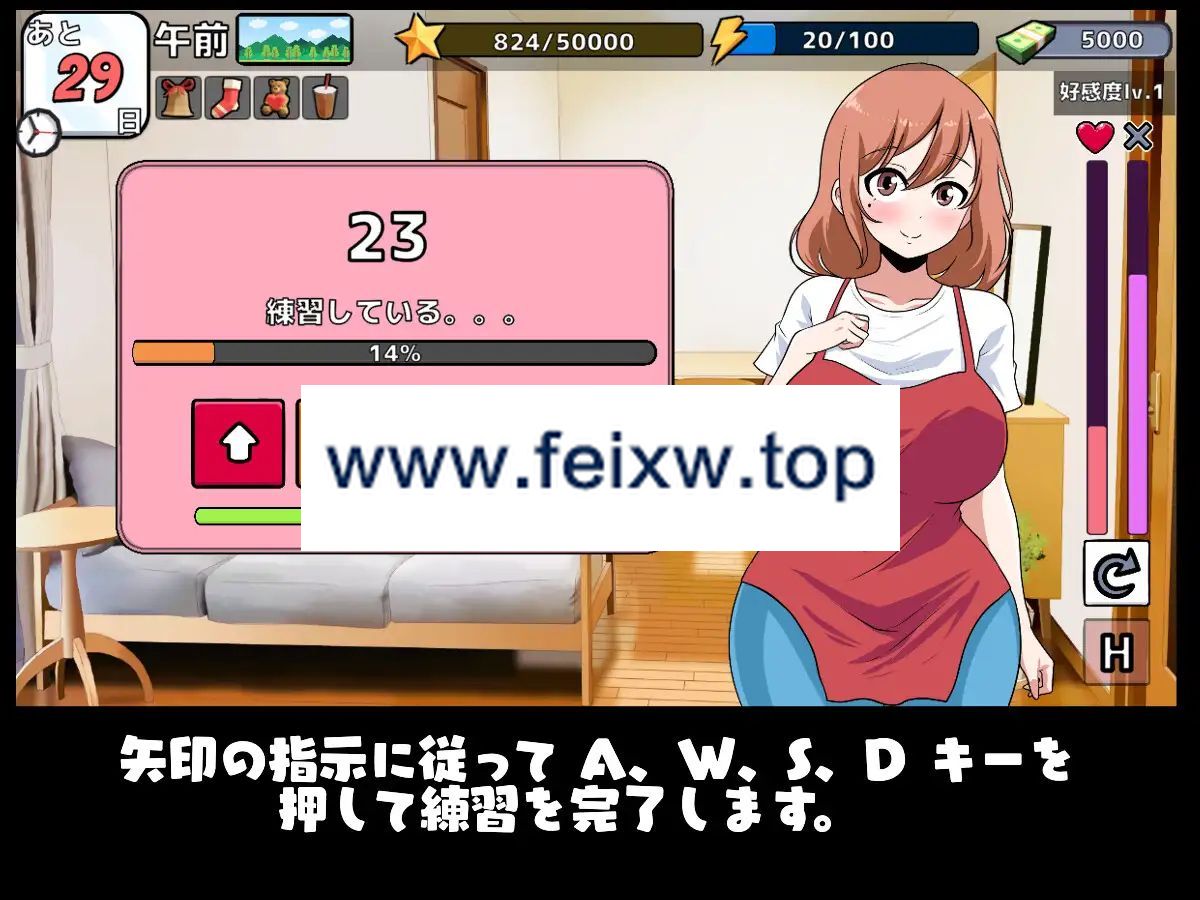 あと
29
日
午前
824/50000
20/100
5000
好感度lv.1
23
練習している。。。
14%
www.feixw.top
H
矢印の指示に従って A、W、S、D キーを
押して練習を完了します。